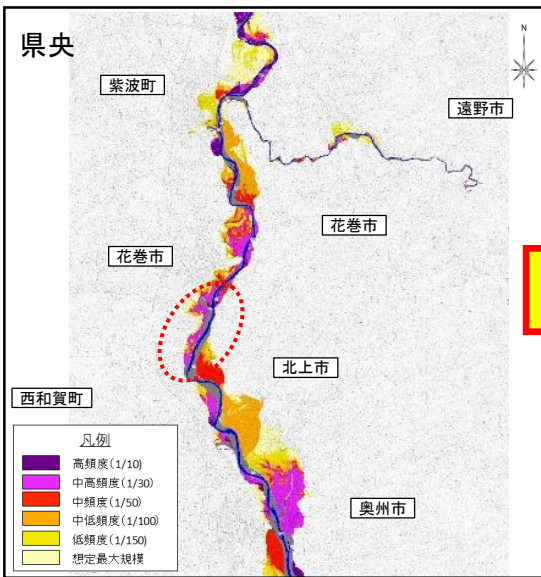 県央
N
紫波町
遠野市
花巻市
花巻市
北上市
西和賀町
奥州市
凡例
高頻度(1/10)
中高頻度(1/30)
中頻度(1/50)
中低頻度(1/100)
低頻度(1/150)
想定最大規模